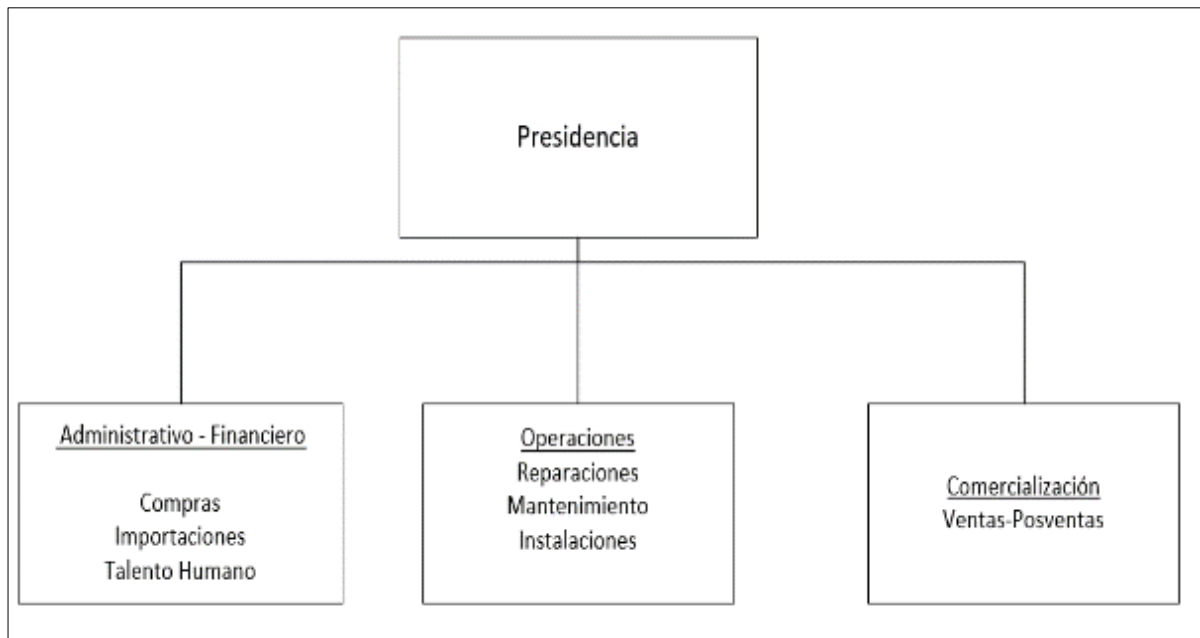 Presidencia
Administrativo - Financiero
Compras
Importaciones
Talento Humano
Operaciones
Reparaciones
Mantenimiento
Instalaciones
Comercialización
Ventas-Posventas